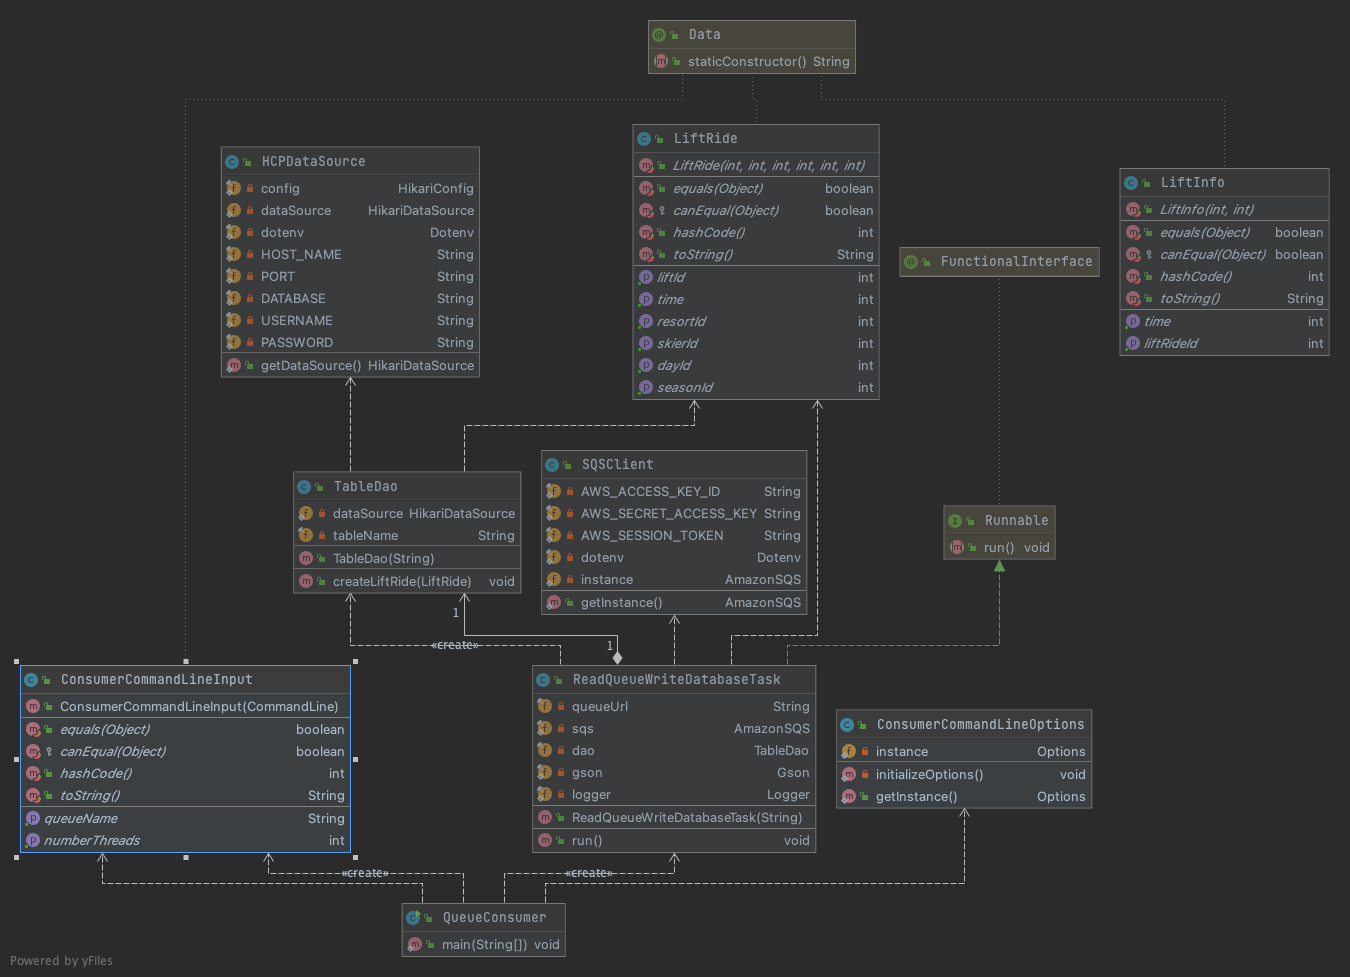 Data
staticConstructor() String
LiftRide
LiftRide(int, int, int, int, int, int)
equals(Object) boolean
canEqual(Object) boolean
hashCode() int
toString() String
liftId int
time int
resortId int
skierId int
dayId int
seasonId int
HCPDataSource
config HikariConfig
dataSource HikariDataSource
dotenv Dotenv
HOST_NAME String
PORT String
DATABASE String
USERNAME String
PASSWORD String
getDataSource() HikariDataSource
LiftInfo
LiftInfo(int, int)
equals(Object) boolean
canEqual(Object) boolean
hashCode() int
toString() String
time int
liftRideId int
FunctionalInterface
SQSClient
AWS_ACCESS_KEY_ID String
AWS_SECRET_ACCESS_KEY String
AWS_SESSION_TOKEN String
dotenv Dotenv
instance AmazonSQS
getInstance() AmazonSQS
TableDao
dataSource HikariDataSource
tableName String
TableDao(String)
createLiftRide(LiftRide) void
Runnable
run() void
1
1
«create»
ConsumerCommandLineInput
ConsumerCommandLineInput(CommandLine)
equals(Object) boolean
canEqual(Object) boolean
hashCode() int
toString() String
queueName String
numberThreads int
ReadQueueWriteDatabaseTask
queueUrl String
sqs AmazonSQS
dao TableDao
gson Gson
logger Logger
ReadQueueWriteDatabaseTask(String)
run() void
ConsumerCommandLineOptions
instance Options
initializeOptions() void
getInstance() Options
«create»
«create»
QueueConsumer
main(String[]) void
Powered by yFiles